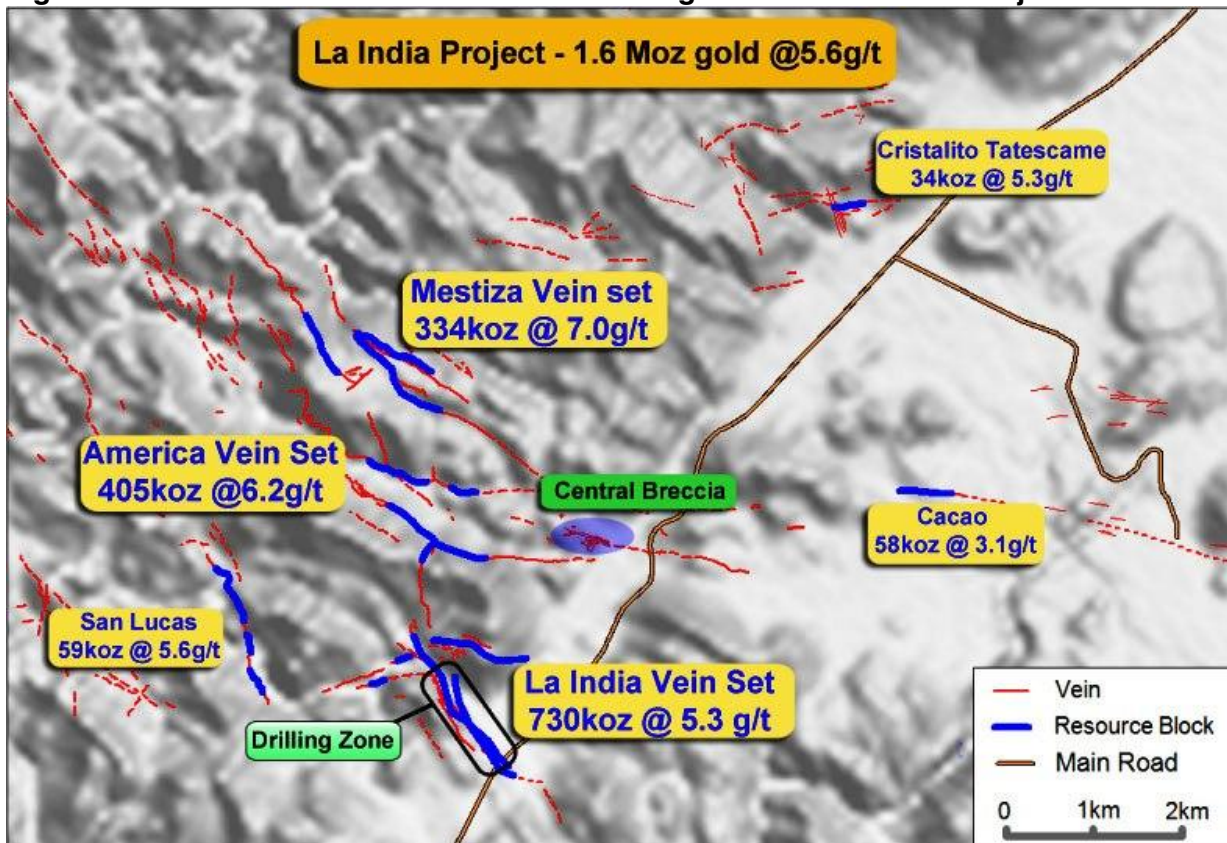 La India Project - 1.6 Moz gold @5.6g/t
Cristalito Tatescame
34koz @ 5.3g/t
Mestiza Vein set
334koz @ 7.0g/t
America Vein Set
405koz @6.2g/t
Central Breccia
Cacao
58koz @ 3.1g/t
San Lucas
59koz @ 5.6g/t
La India Vein Set
730koz @ 5.3 g/t
Drilling Zone
Vein
Resource Block
Main Road
0 1km 2km